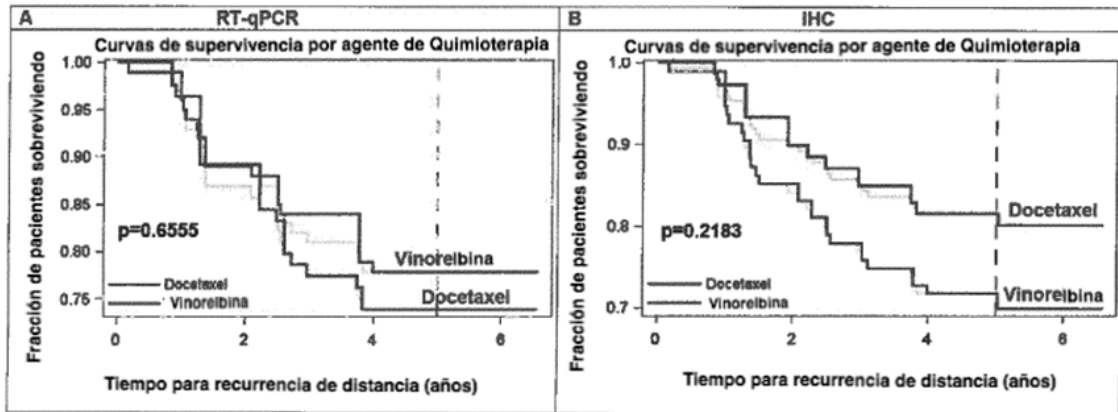 A RT-qPCR
Curvas de supervivencia por agente de Quimioterapia
Fracción de pacientes sobreviviendo
1.00
0.95
0.90
0.85
0.80
0.75
p=0.6555
Vinorelbina
Docetaxel
Docetaxel
Vinorelbina
0 2 4 6
Tiempo para recurrencia de distancia (años)
B IHC
Curvas de supervivencia por agente de Quimioterapia
Fracción de pacientes sobreviviendo
1.00
0.9
0.8
0.7
p=0.2183
Docetaxel
Docetaxel
Vinorelbina
Vinorelbina
0 2 4 6
Tiempo para recurrencia de distancia (años)